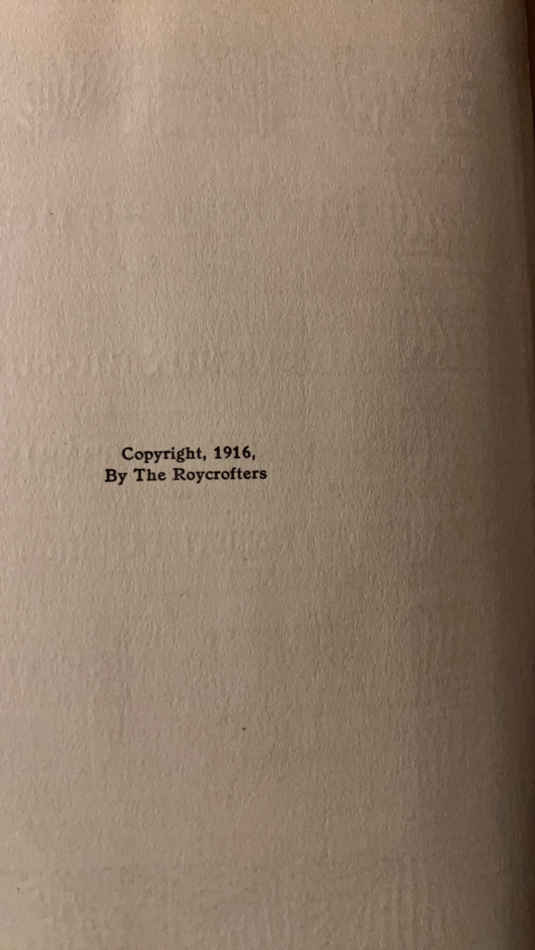 Copyright, 1916,
By The Roycrofters